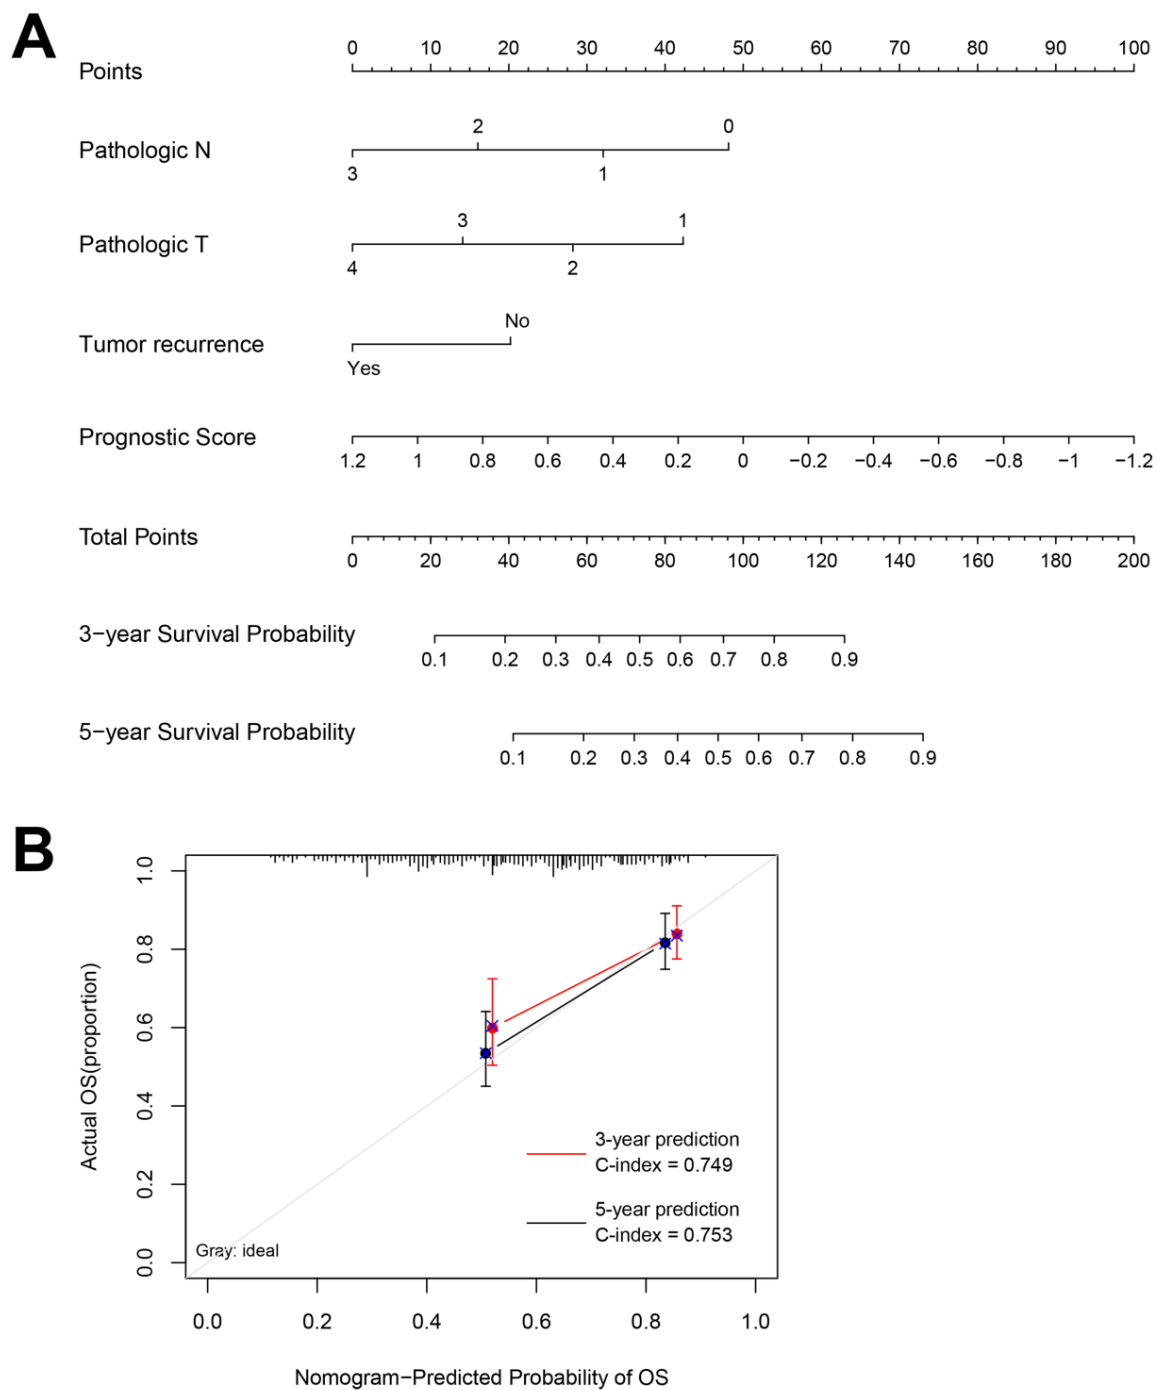 A
0 10 20 30 40 50 60 70 80 90 100
Points
2 0
Pathologic N
3 1
3 1
Pathologic T
4 2
No
Tumor recurrence
Yes
Prognostic Score
1.2 1 0.8 0.6 0.4 0.2 0 −0.2 −0.4 −0.6 −0.8 −1 −1.2
Total Points
0 20 40 60 80 100 120 140 160 180 200
3−year Survival Probability
0.1 0.2 0.3 0.4 0.5 0.6 0.7 0.8 0.9
5−year Survival Probability
0.1 0.2 0.3 0.4 0.5 0.6 0.7 0.8 0.9
B
1.0
0.8
0.6
0.4
0.2
0.0
Actual OS(proportion)
3-year prediction
C-index = 0.749
5-year prediction
C-index = 0.753
Gray: ideal
0.0 0.2 0.4 0.6 0.8 1.0
Nomogram−Predicted Probability of OS